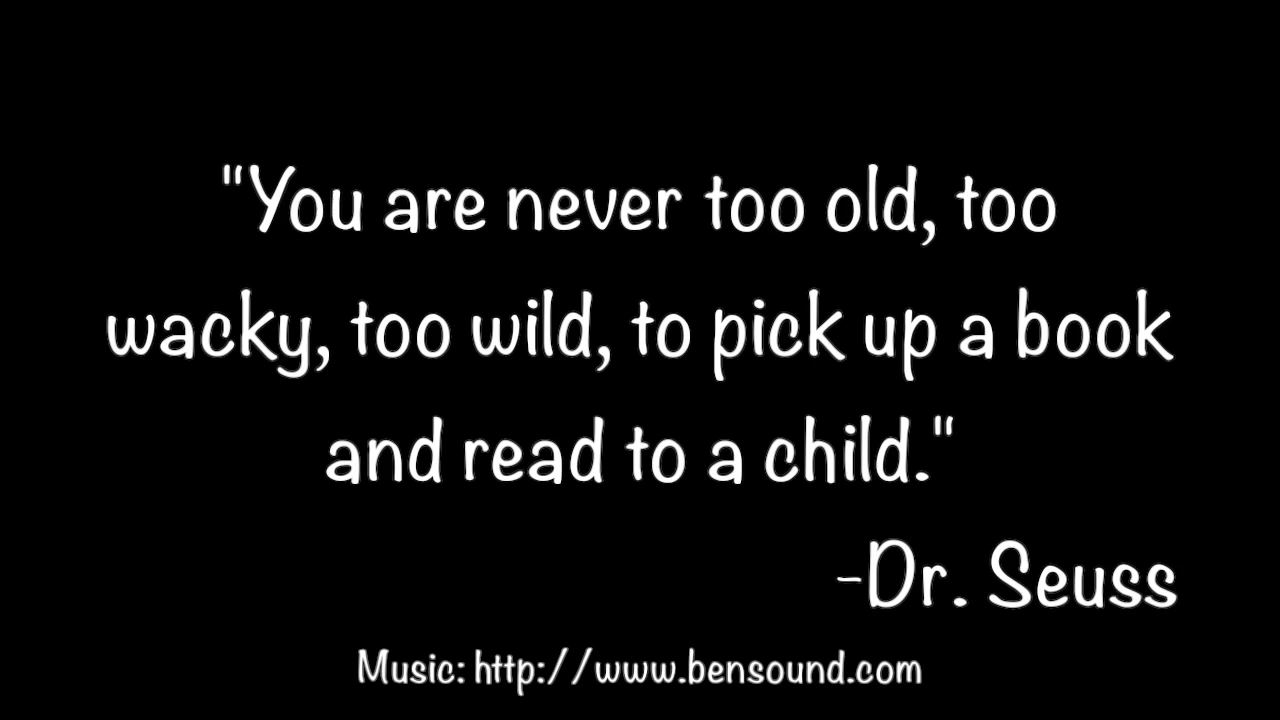 "You are never too old, too
wacky, too wild, to pick up a book
and read to a child."
-Dr. Seuss
Music: http://www.bensound.com